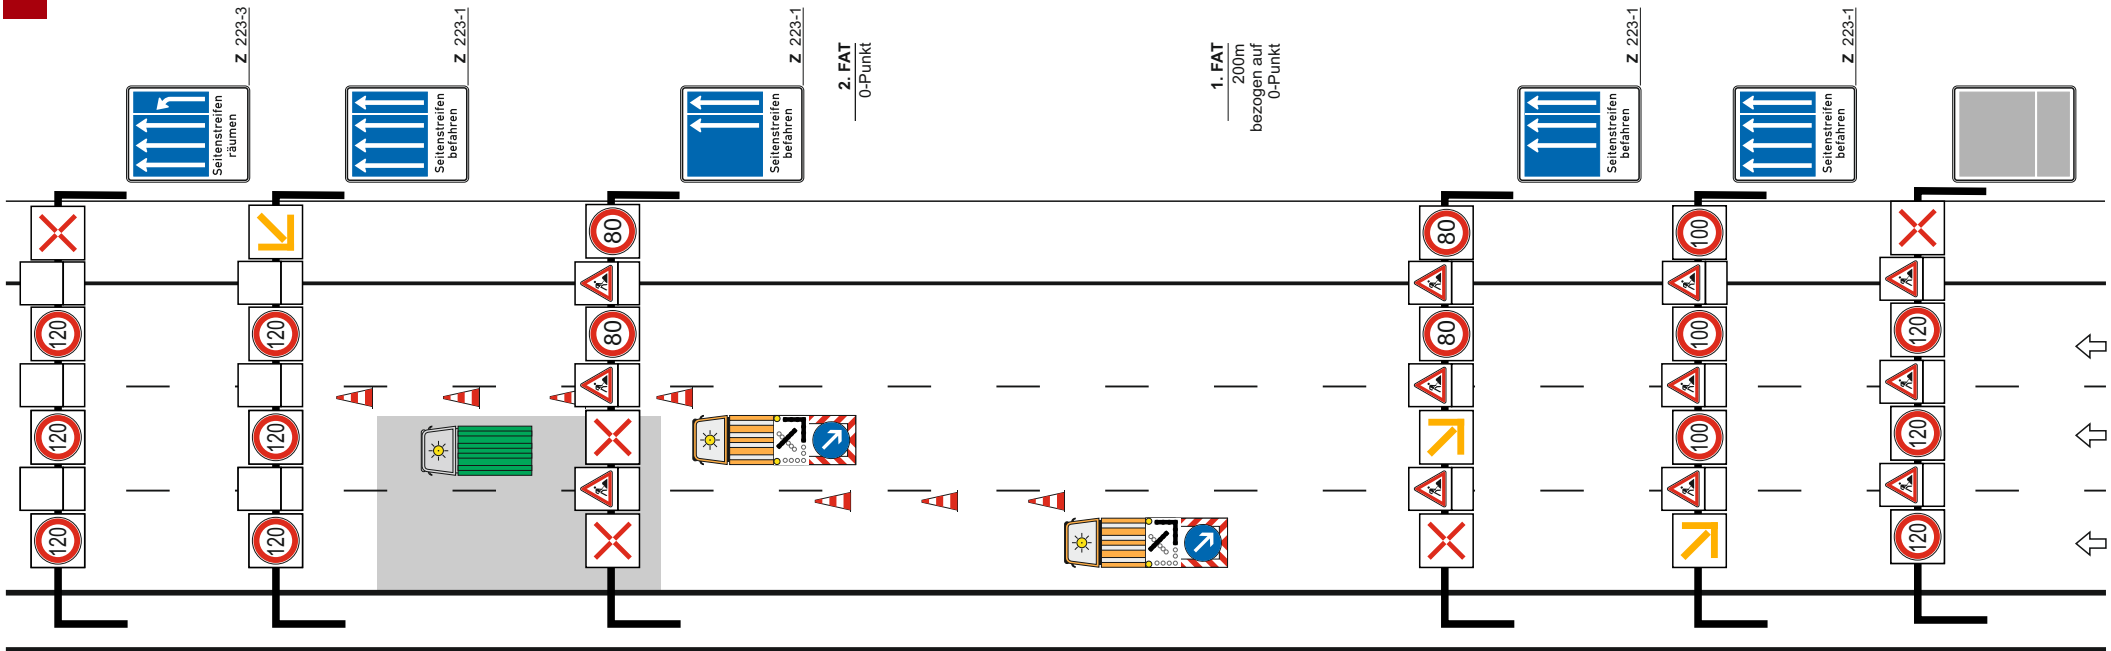 Z 223-3
Seitenstreifen
räumen
Z 223-1
Seitenstreifen
befahren
Z 223-1
Seitenstreifen
befahren
2. FAT
0-Punkt
1. FAT
200m
bezogen auf
0-Punkt
Z 223-1
Seitenstreifen
befahren
Z 223-1
Seitenstreifen
befahren
120
120
120
120
120
120
80
80
80
80
100
100
100
120
120
120